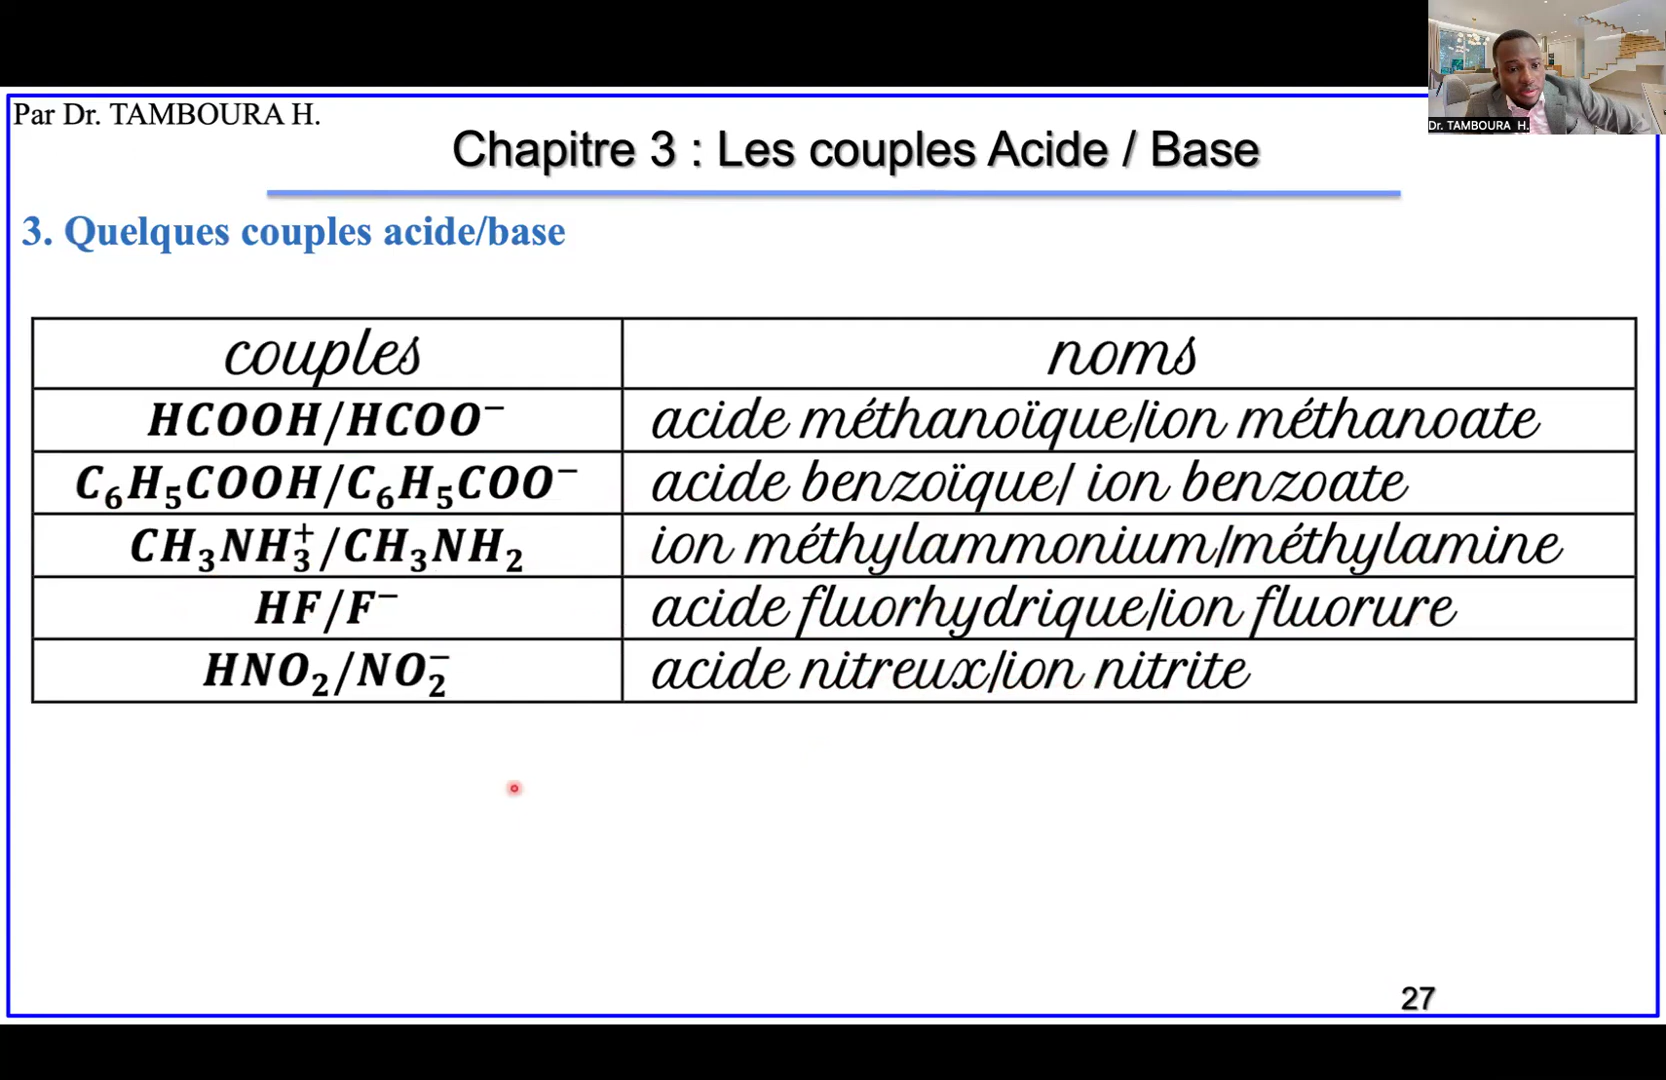 Par Dr. TAMBOURA H.
Dr. TAMBOURA H.
Chapitre 3 : Les couples Acide / Base
3. Quelques couples acide/base
couples noms
HCOOH/HCOO⁻ acide méthanoïque/ion méthanoate
C₆H₅COOH/C₆H₅COO⁻ acide benzoïque/ ion benzoate
CH₃NH₃⁺/CH₃NH₂ ion méthylammonium/méthylamine
HF/F⁻ acide fluorhydrique/ion fluorure
HNO₂/NO₂⁻ acide nitreux/ion nitrite
27